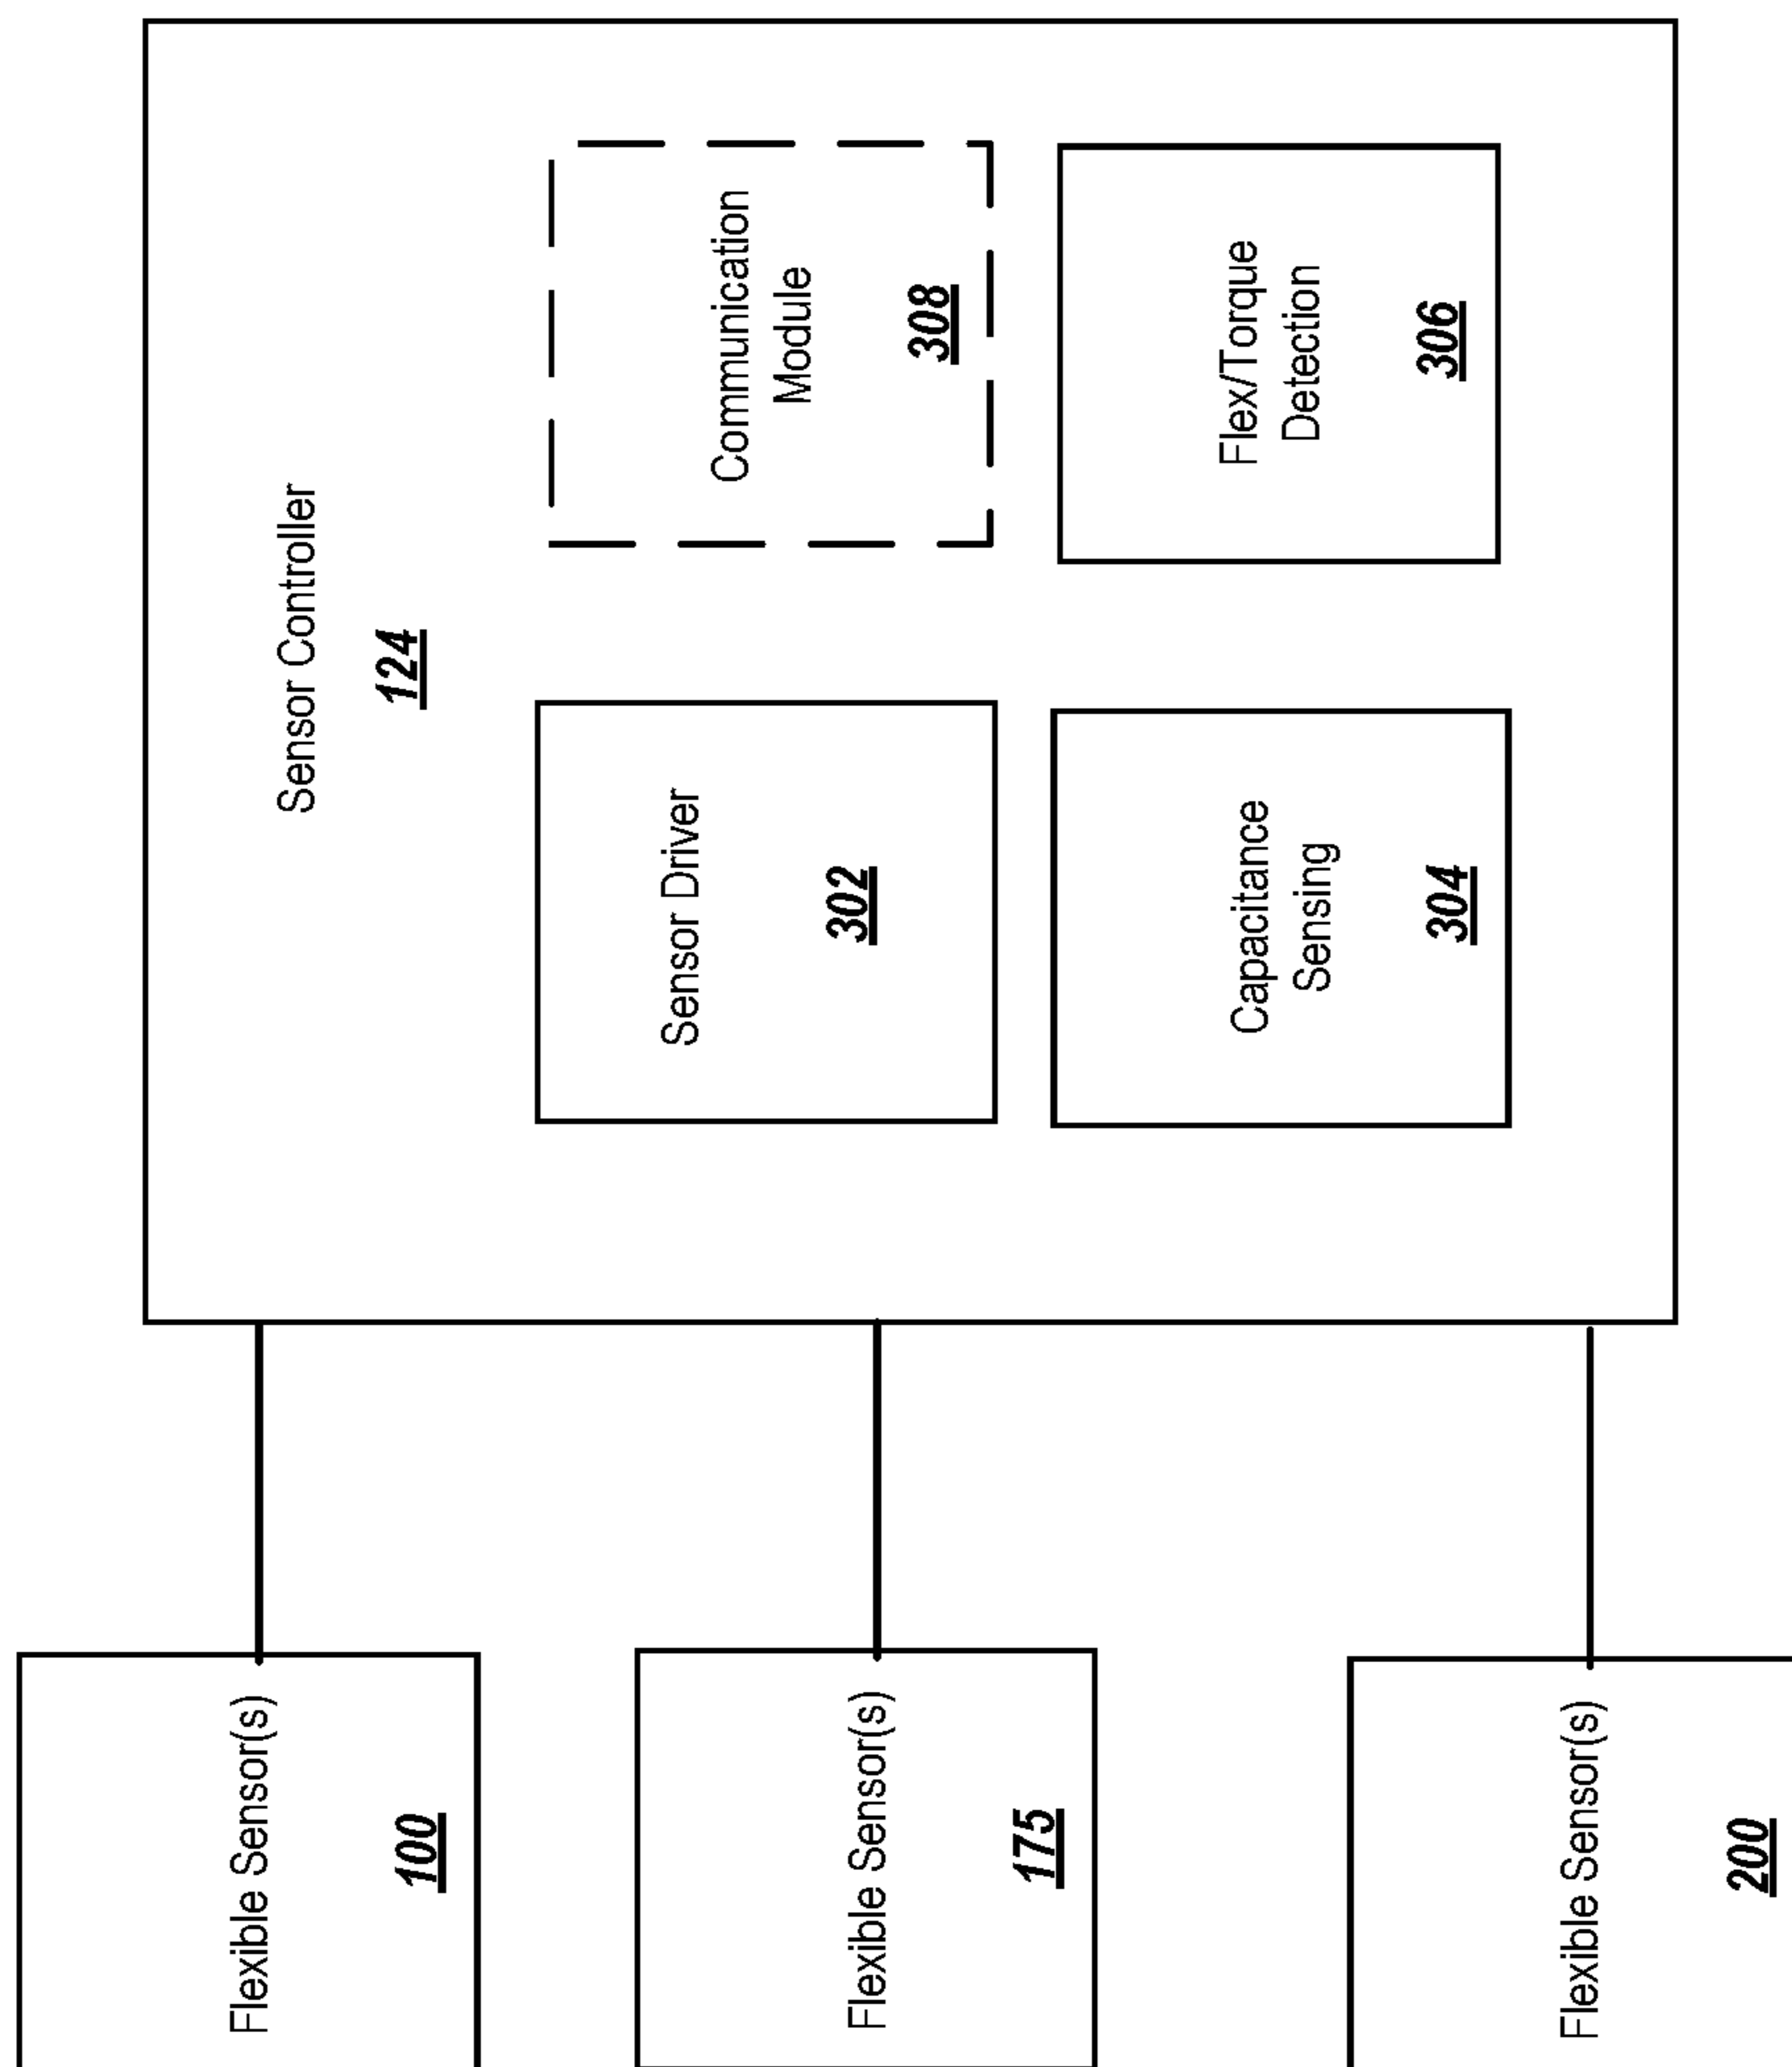 Sensor Controller
124
Sensor Driver
302
Communication
Module
308
Capacitance
Sensing
304
Flex/Torque
Detection
306
Flexible Sensor(s)
100
Flexible Sensor(s)
175
Flexible Sensor(s)
200